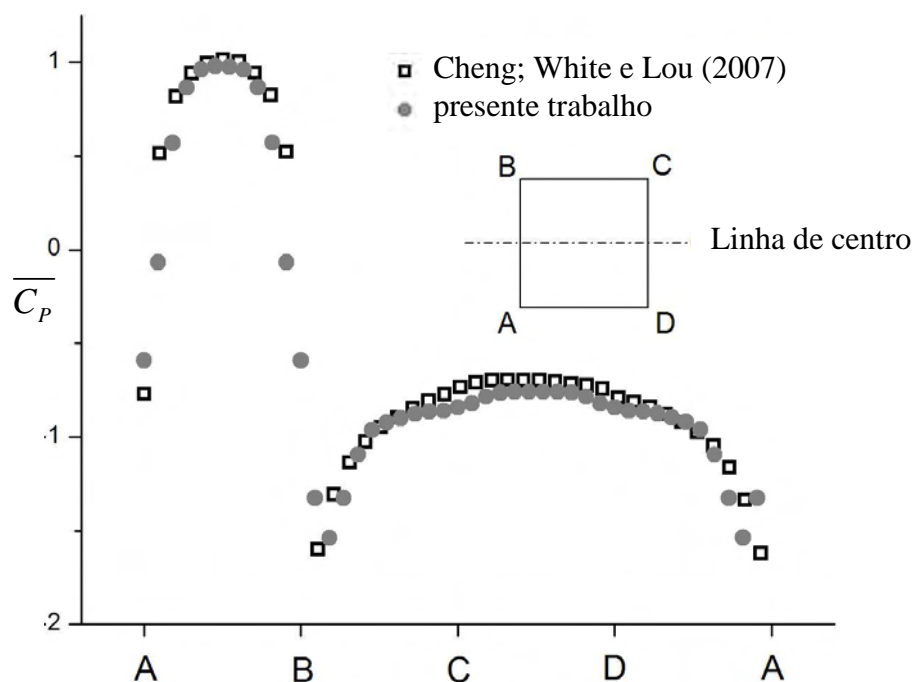 1
Cheng; White e Lou (2007)
presente trabalho
B C
0
Linha de centro
C_P
A D
-1
-2
A B C D A